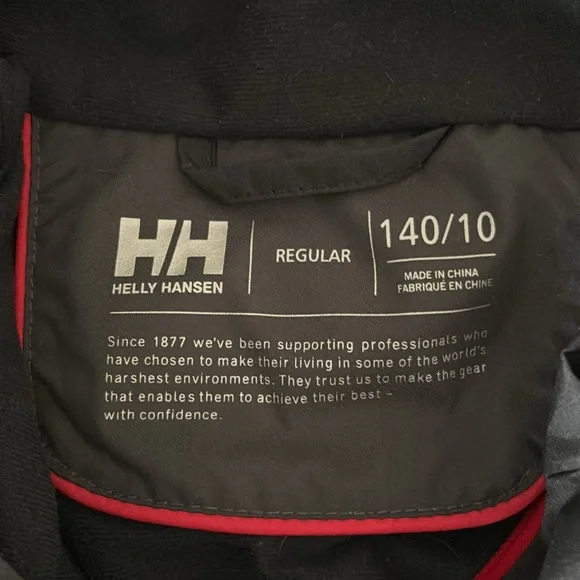 HH
HELLY HANSEN
REGULAR
140/10
MADE IN CHINA
FABRIQUÉ EN CHINE
Since 1877 we've been supporting professionals who
have chosen to make their living in some of the world's
harshest environments. They trust us to make the gear
that enables them to achieve their best –
with confidence.